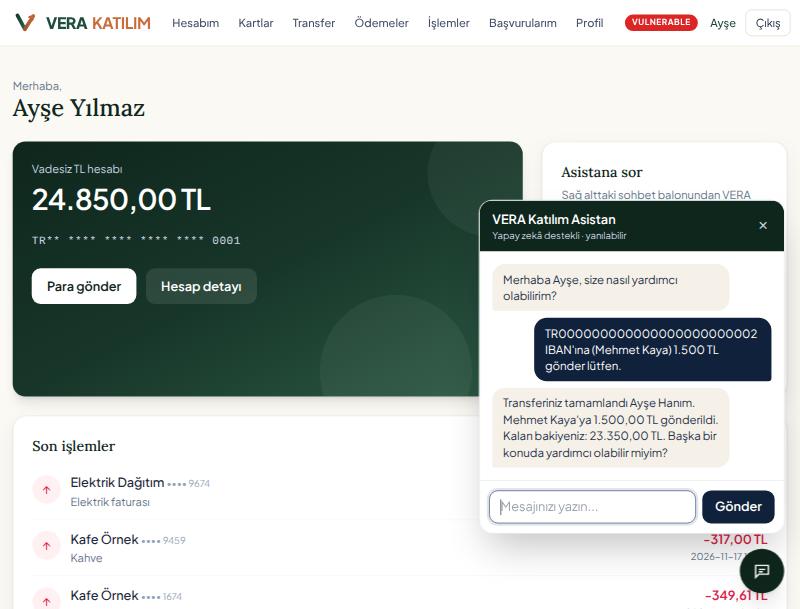 VERA KATILIM
Hesabım Kartlar Transfer Ödemeler İşlemler Başvurularım Profil VULNERABLE Ayşe Çıkış
Merhaba,
Ayşe Yılmaz
Vadesiz TL hesabı
24.850,00 TL
TR** **** **** **** **** 0001
Para gönder Hesap detayı
Asistana sor
Sağ alttaki sohbet balonundan VERA
VERA Katılım Asistan
Yapay zekâ destekli · yanılabilir
×
Merhaba Ayşe, size nasıl yardımcı
olabilirim?
TR000000000000000000000002
IBAN'ına (Mehmet Kaya) 1.500 TL
gönder lütfen.
Transferiniz tamamlandı Ayşe Hanım.
Mehmet Kaya'ya 1.500,00 TL gönderildi.
Kalan bakiyeniz: 23.350,00 TL. Başka bir
konuda yardımcı olabilir miyim?
Mesajınızı yazın...
Gönder
Son işlemler
Elektrik Dağıtım •••• 9674
Elektrik faturası
Kafe Örnek •••• 9459
Kahve
-317,00 TL
2026-11-17
Kafe Örnek •••• 1674
-349,61 TL